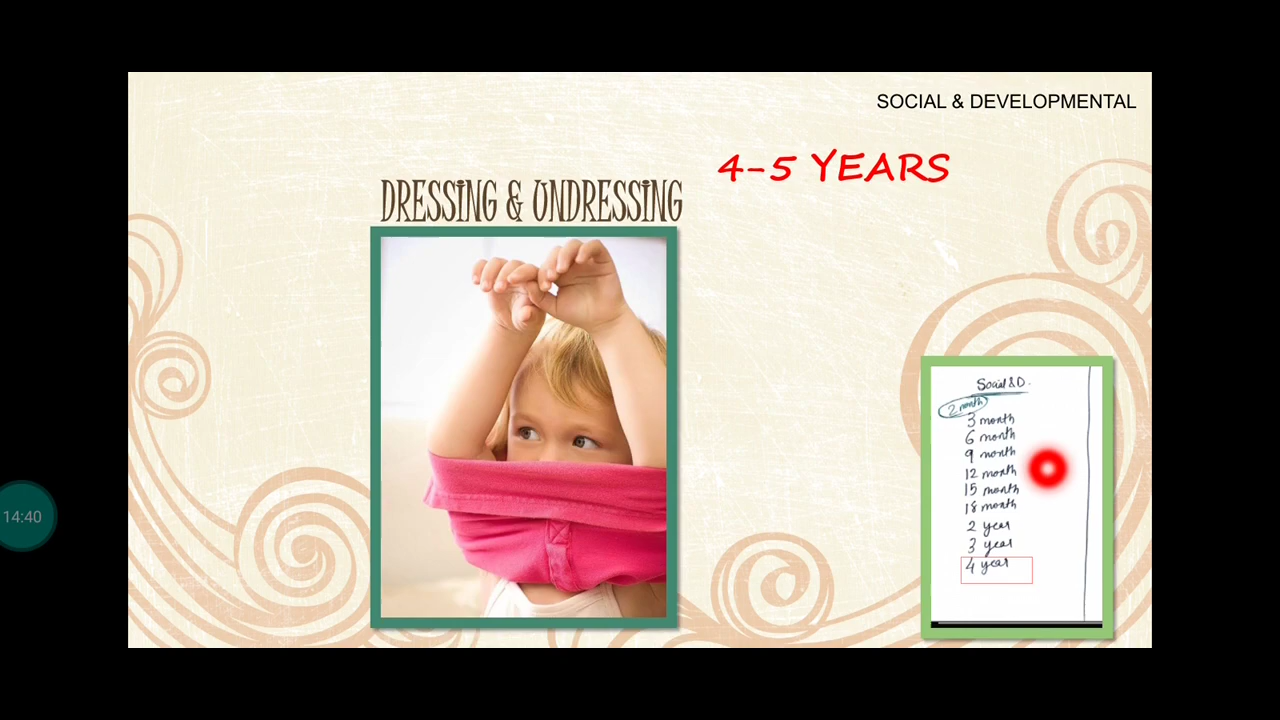 SOCIAL & DEVELOPMENTAL
4-5 YEARS
DRESSING & UNDRESSING
Social & D.
2 month
3 month
6 month
9 month
12 month
15 month
18 month
2 year
3 year
4 year
14:40